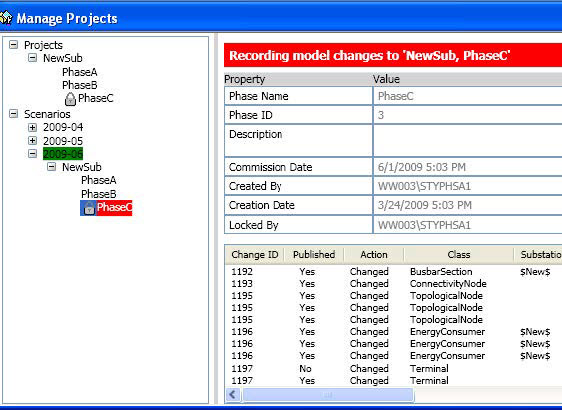 Manage Projects
Projects
NewSub
PhaseA
PhaseB
PhaseC
Scenarios
2009-04
2009-05
2009-06
NewSub
PhaseA
PhaseB
PhaseC
Recording model changes to 'NewSub, PhaseC'
Property Value
Phase Name PhaseC
Phase ID 3
Description
Commission Date 6/1/2009 5:03 PM
Created By WW003\STYPHSA1
Creation Date 3/24/2009 5:03 PM
Locked By WW003\STYPHSA1
Change ID Published Action Class Substatio
1192 Yes Changed BusbarSection $New$
1193 Yes Changed ConnectivityNode
1195 Yes Changed TopologicalNode
1195 Yes Changed TopologicalNode
1195 Yes Changed TopologicalNode
1196 Yes Changed EnergyConsumer $New$
1196 Yes Changed EnergyConsumer $New$
1196 Yes Changed EnergyConsumer $New$
1197 No Changed Terminal
1197 Yes Changed Terminal